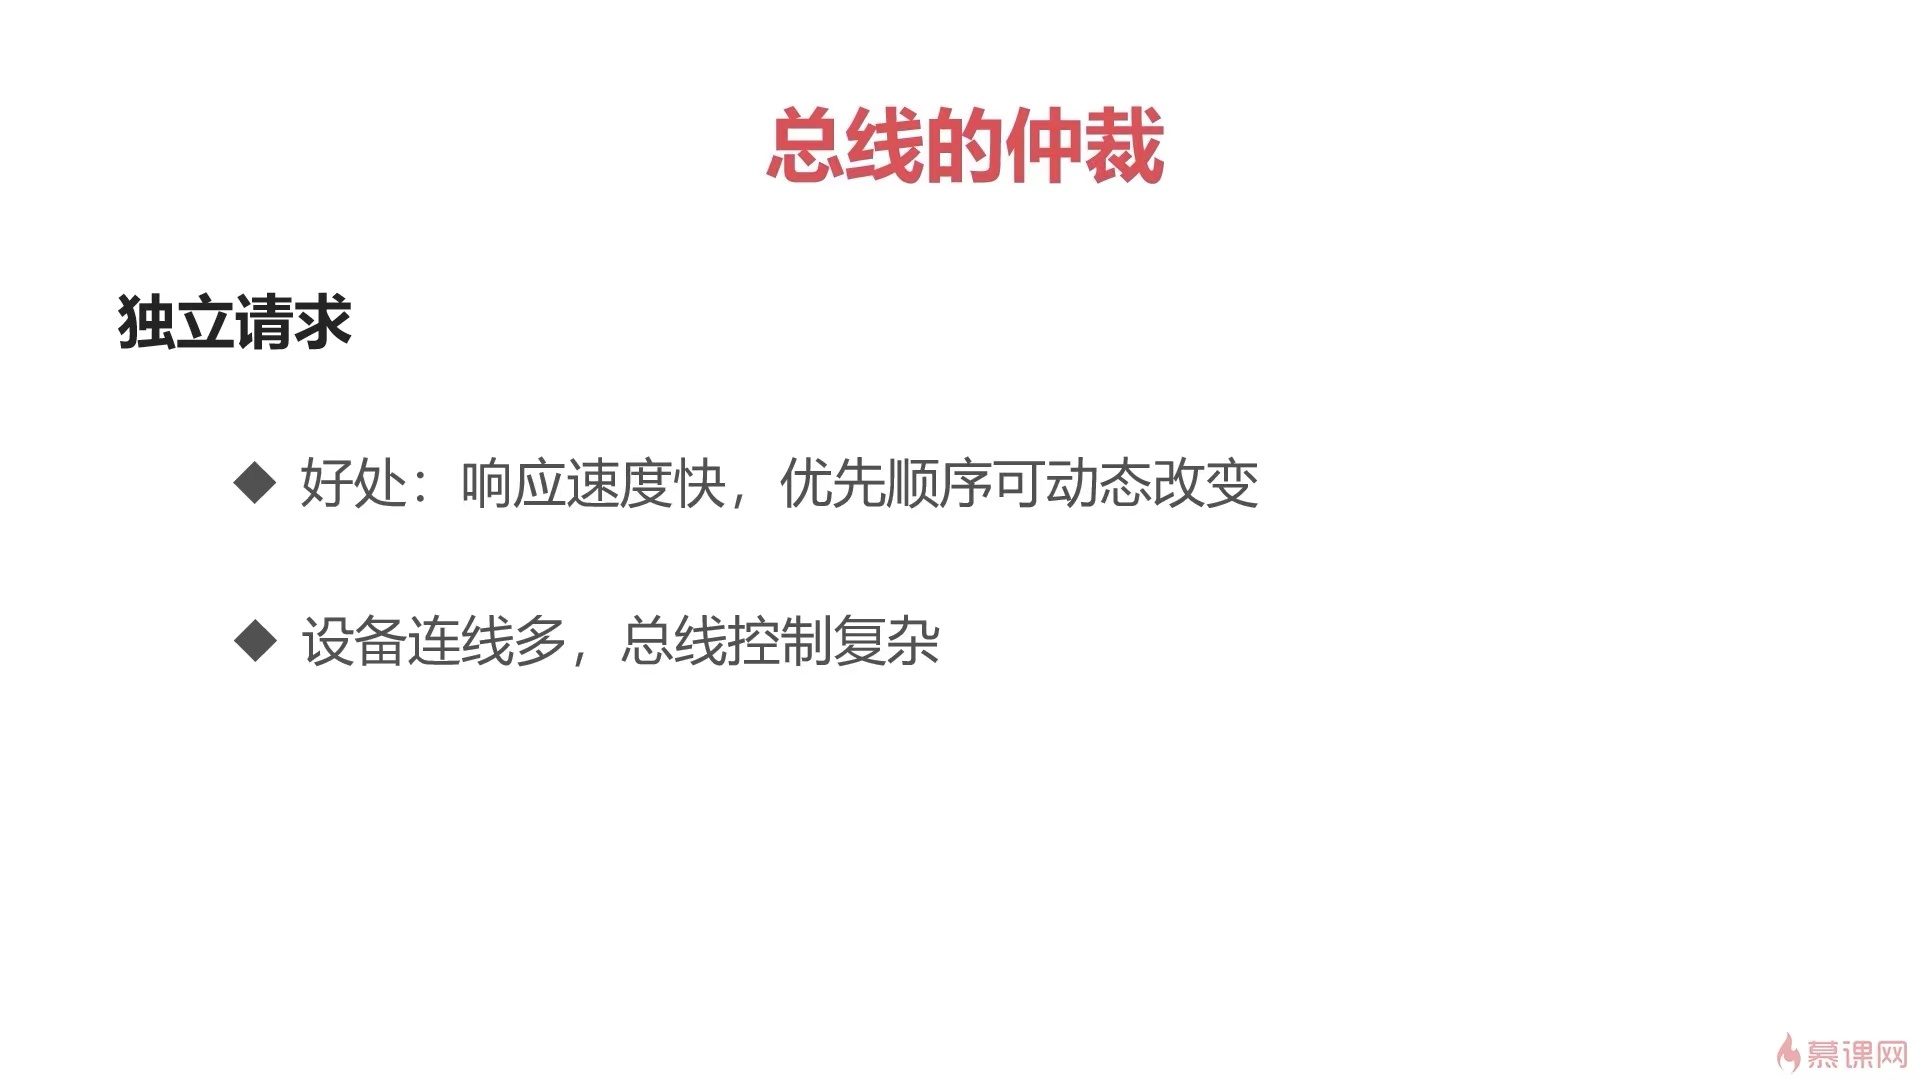 总线的仲裁
独立请求
◆ 好处：响应速度快，优先顺序可动态改变
◆ 设备连线多，总线控制复杂
慕课网